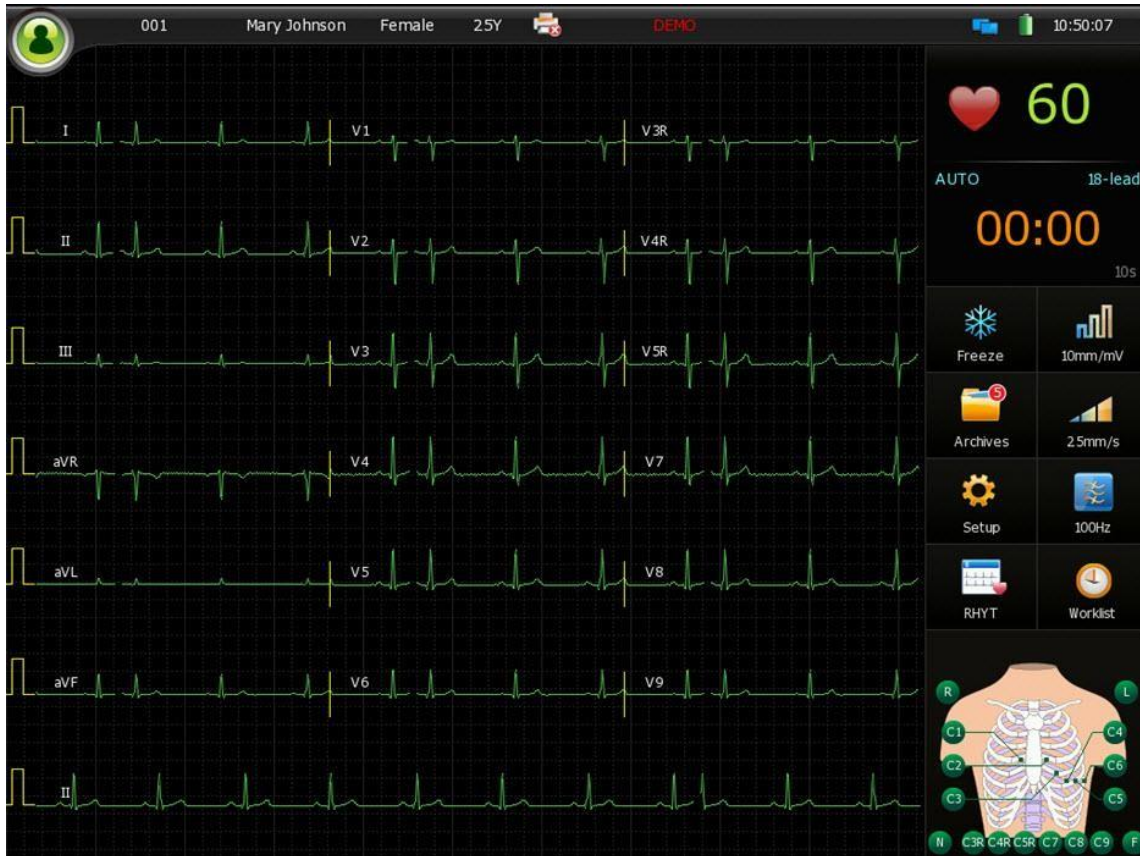 001 Mary Johnson Female 25Y DEMO 10:50:07
60
AUTO 18-lead
00:00
10s
I V1 V3R
II V2 V4R
III V3 V5R
aVR V4 V7
aVL V5 V8
aVF V6 V9
II
Freeze 10mm/mV
5
Archives 25mm/s
Setup 100Hz
RHYT Worklist
R L
C1 C4
C2 C6
C3 C5
N C3R C4R C5R C7 C8 C9 F